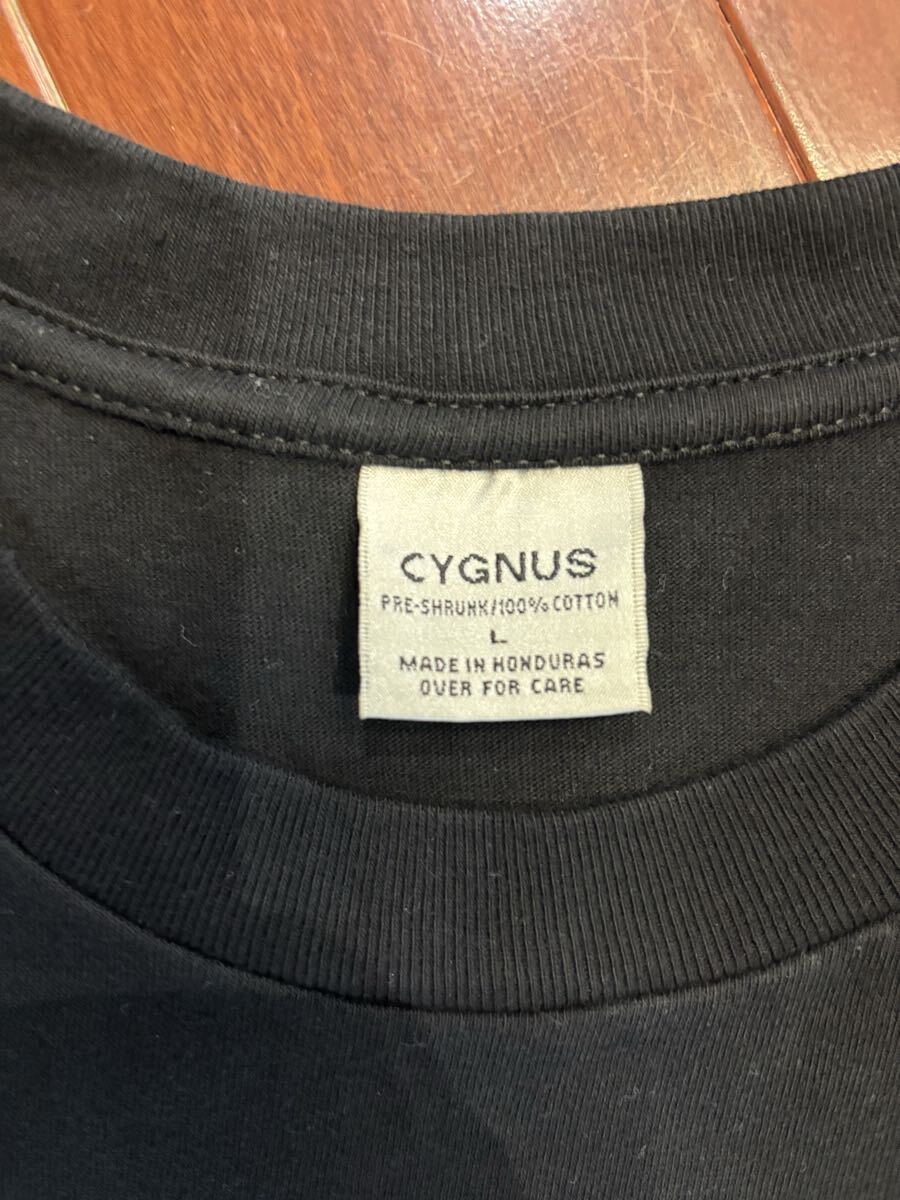 CYGNUS
PRE-SHRUNK/100% COTTON
L
MADE IN HONDURAS
OVER FOR CARE